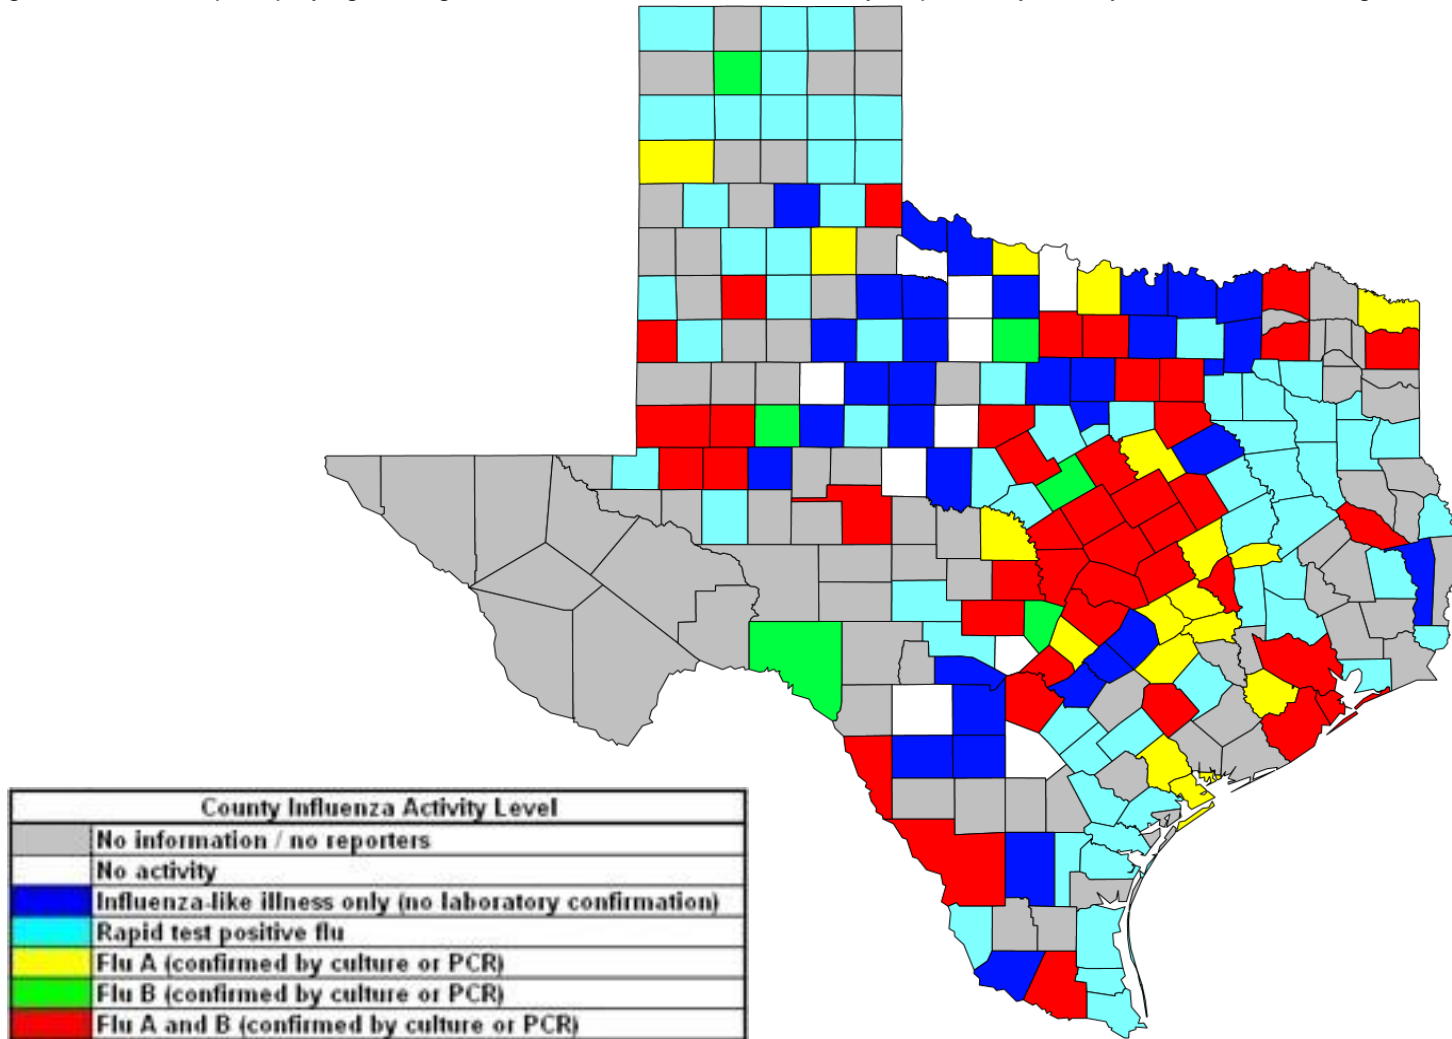 County Influenza Activity Level
No information / no reporters
No activity
Influenza-like illness only (no laboratory confirmation)
Rapid test positive flu
Flu A (confirmed by culture or PCR)
Flu B (confirmed by culture or PCR)
Flu A and B (confirmed by culture or PCR)